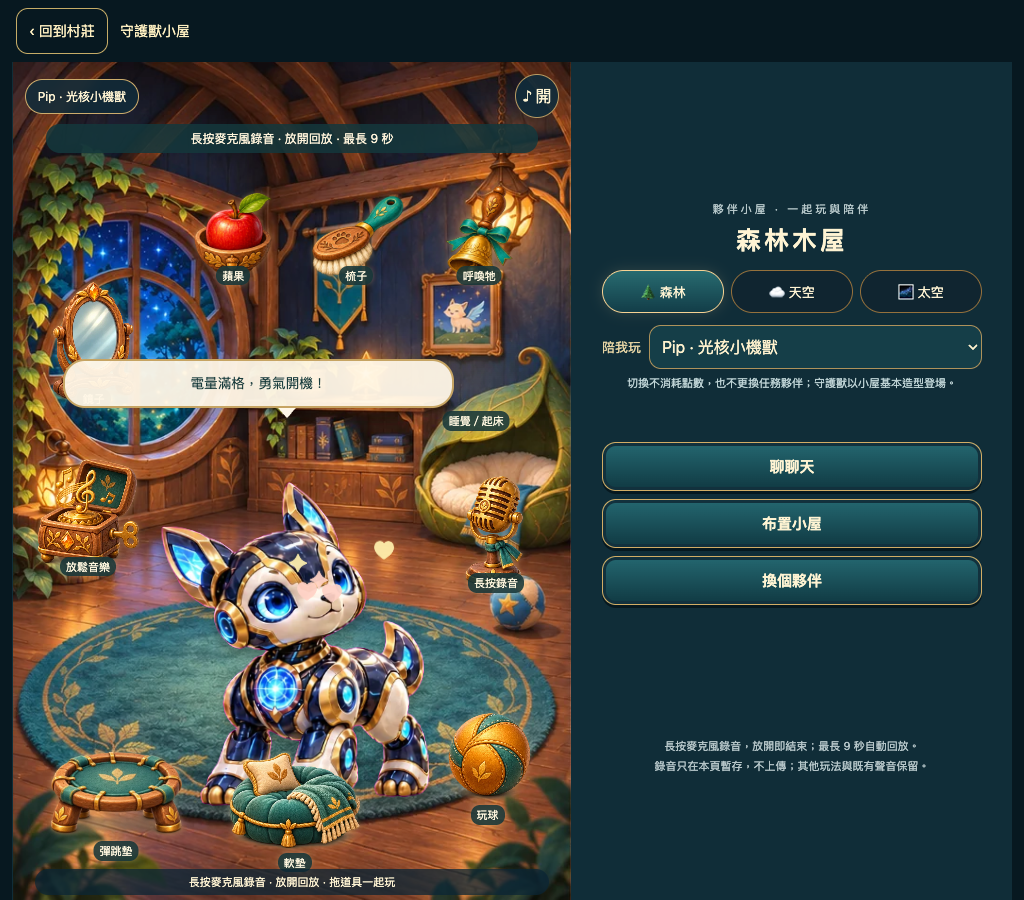 ‹ 回到村莊
守護獸小屋
Pip · 光核小機獸
♪ 開
長按麥克風錄音 · 放開回放 · 最長 9 秒
蘋果
梳子
呼喚牠
電量滿格，勇氣開機！
睡覺 / 起床
放鬆音樂
長按錄音
玩球
彈跳墊
軟墊
長按麥克風錄音 · 放開回放 · 拖道具一起玩
夥伴小屋 · 一起玩與陪伴
森林木屋
森林
天空
太空
陪我玩
Pip · 光核小機獸
切換不消耗點數，也不更換任務夥伴；守護獸以小屋基本造型登場。
聊聊天
布置小屋
換個夥伴
長按麥克風錄音，放開即結束；最長 9 秒自動回放。
錄音只在本頁暫存，不上傳；其他玩法與既有聲音保留。